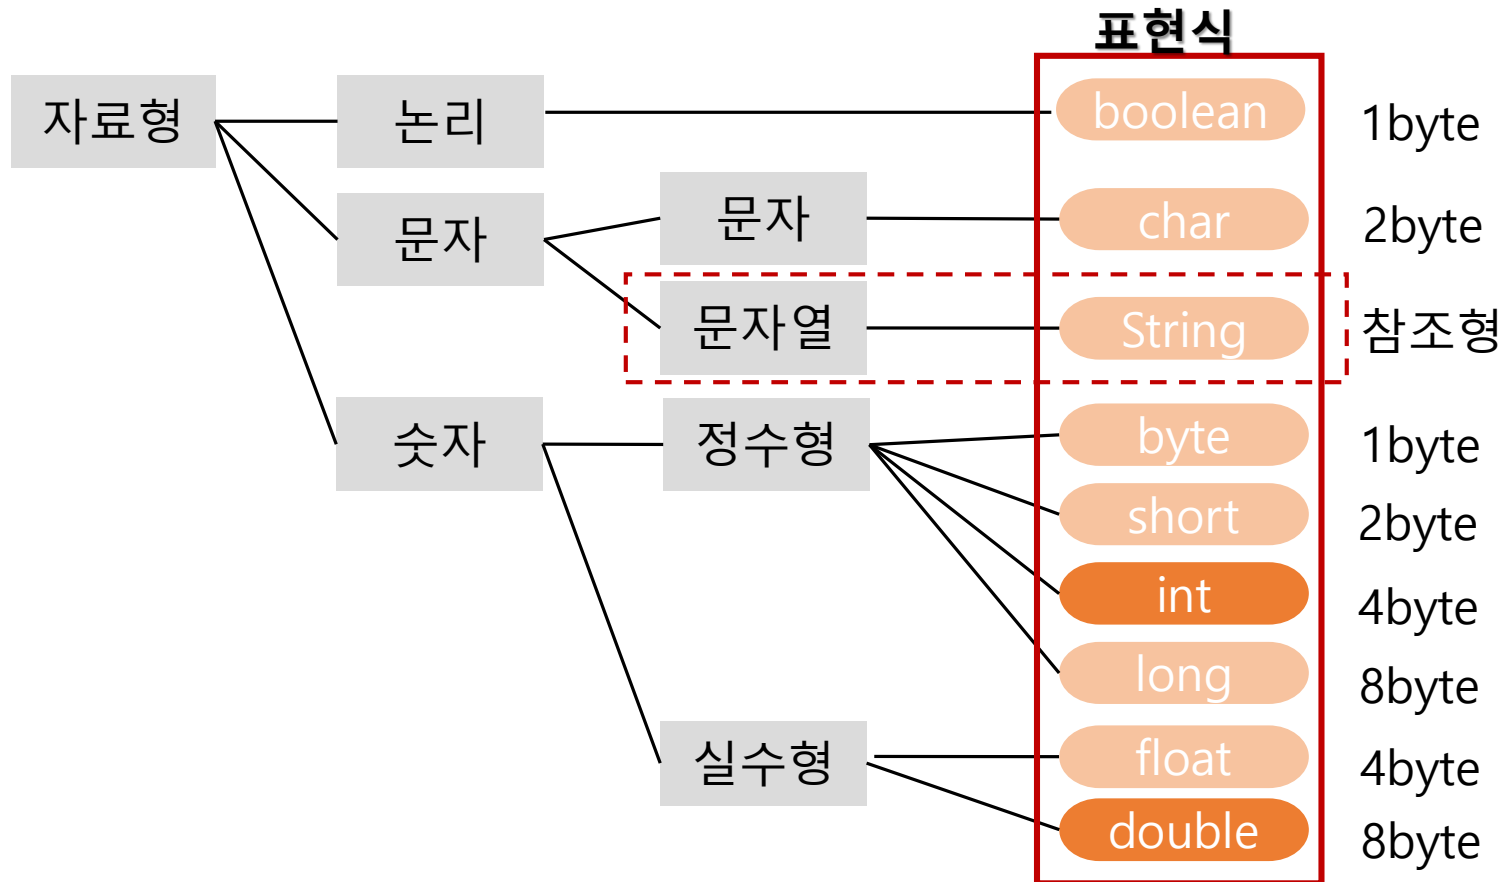 표현식
자료형
논리
boolean
1byte
문자
문자
char
2byte
문자열
String
참조형
숫자
정수형
byte
1byte
short
2byte
int
4byte
long
8byte
실수형
float
4byte
double
8byte